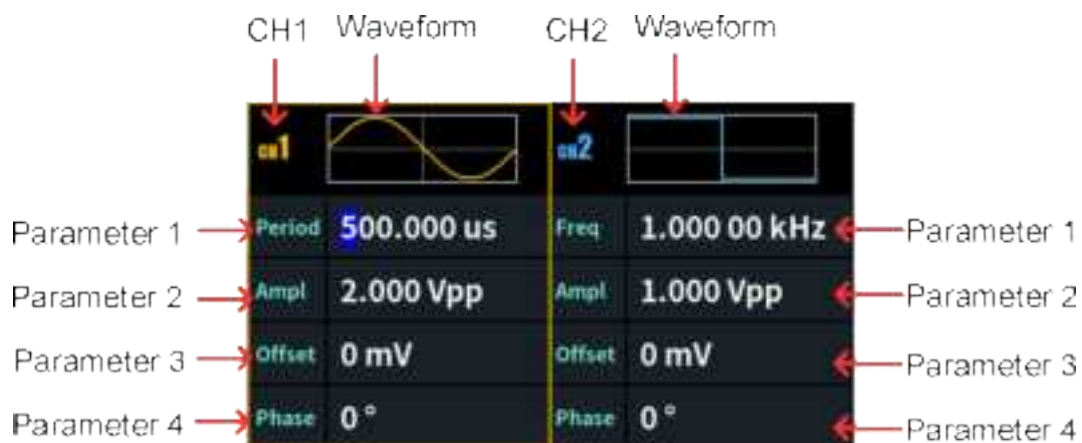 CH1 Waveform CH2 Waveform
CH1 CH2
Parameter 1 Period 500.000 us Freq 1.000 00 kHz Parameter 1
Parameter 2 Ampl 2.000 Vpp Ampl 1.000 Vpp Parameter 2
Parameter 3 Offset 0 mV Offset 0 mV Parameter 3
Parameter 4 Phase 0 ° Phase 0 ° Parameter 4